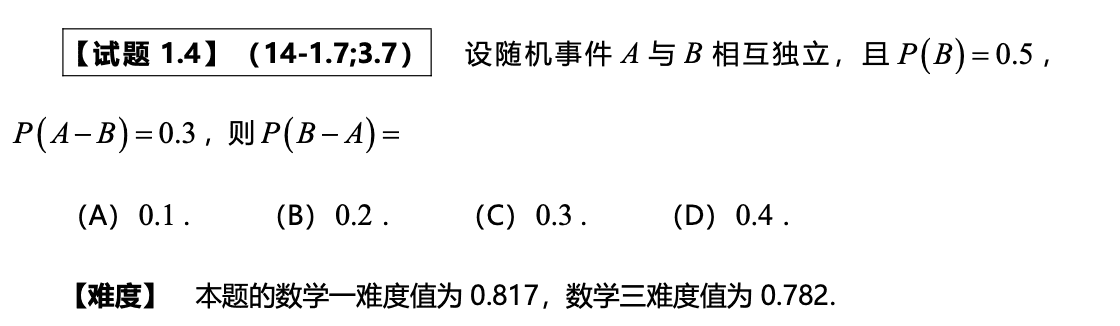 【试题 1.4】（14-1.7;3.7） 设随机事件 A 与 B 相互独立，且 P(B)=0.5，
P(A−B)=0.3，则 P(B−A)=
（A）0.1． （B）0.2． （C）0.3． （D）0.4．
【难度】 本题的数学一难度值为 0.817，数学三难度值为 0.782.